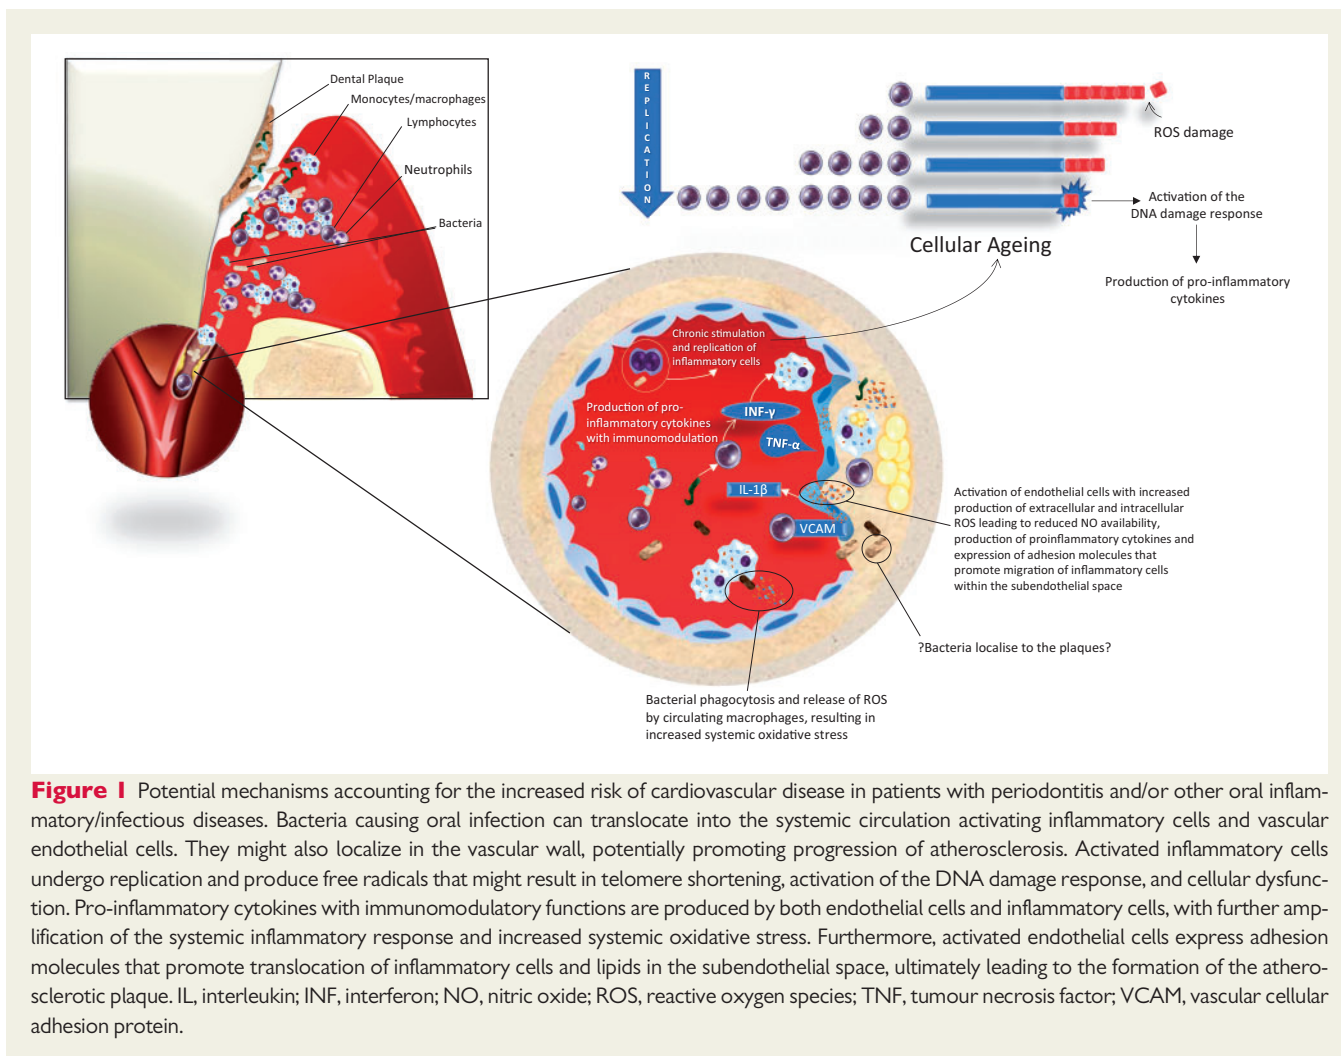 Dental Plaque
Monocytes/macrophages
Lymphocytes
Neutrophils
Bacteria
REPLICATION
ROS damage
Activation of the
DNA damage response
Production of pro-inflammatory
cytokines
Cellular Ageing
Chronic stimulation
and replication of
inflammatory cells
Production of pro-
inflammatory cytokines
with immunomodulation
INF-γ
TNF-α
IL-1β
VCAM
Activation of endothelial cells with increased
production of extracellular and intracellular
ROS leading to reduced NO availability,
production of proinflammatory cytokines and
expression of adhesion molecules that
promote migration of inflammatory cells
within the subendothelial space
?Bacteria localise to the plaques?
Bacterial phagocytosis and release of ROS
by circulating macrophages, resulting in
increased systemic oxidative stress
Figure 1 Potential mechanisms accounting for the increased risk of cardiovascular disease in patients with periodontitis and/or other oral inflam-
matory/infectious diseases. Bacteria causing oral infection can translocate into the systemic circulation activating inflammatory cells and vascular
endothelial cells. They might also localize in the vascular wall, potentially promoting progression of atherosclerosis. Activated inflammatory cells
undergo replication and produce free radicals that might result in telomere shortening, activation of the DNA damage response, and cellular dysfunc-
tion. Pro-inflammatory cytokines with immunomodulatory functions are produced by both endothelial cells and inflammatory cells, with further amp-
lification of the systemic inflammatory response and increased systemic oxidative stress. Furthermore, activated endothelial cells express adhesion
molecules that promote translocation of inflammatory cells and lipids in the subendothelial space, ultimately leading to the formation of the athero-
sclerotic plaque. IL, interleukin; INF, interferon; NO, nitric oxide; ROS, reactive oxygen species; TNF, tumour necrosis factor; VCAM, vascular cellular
adhesion protein.